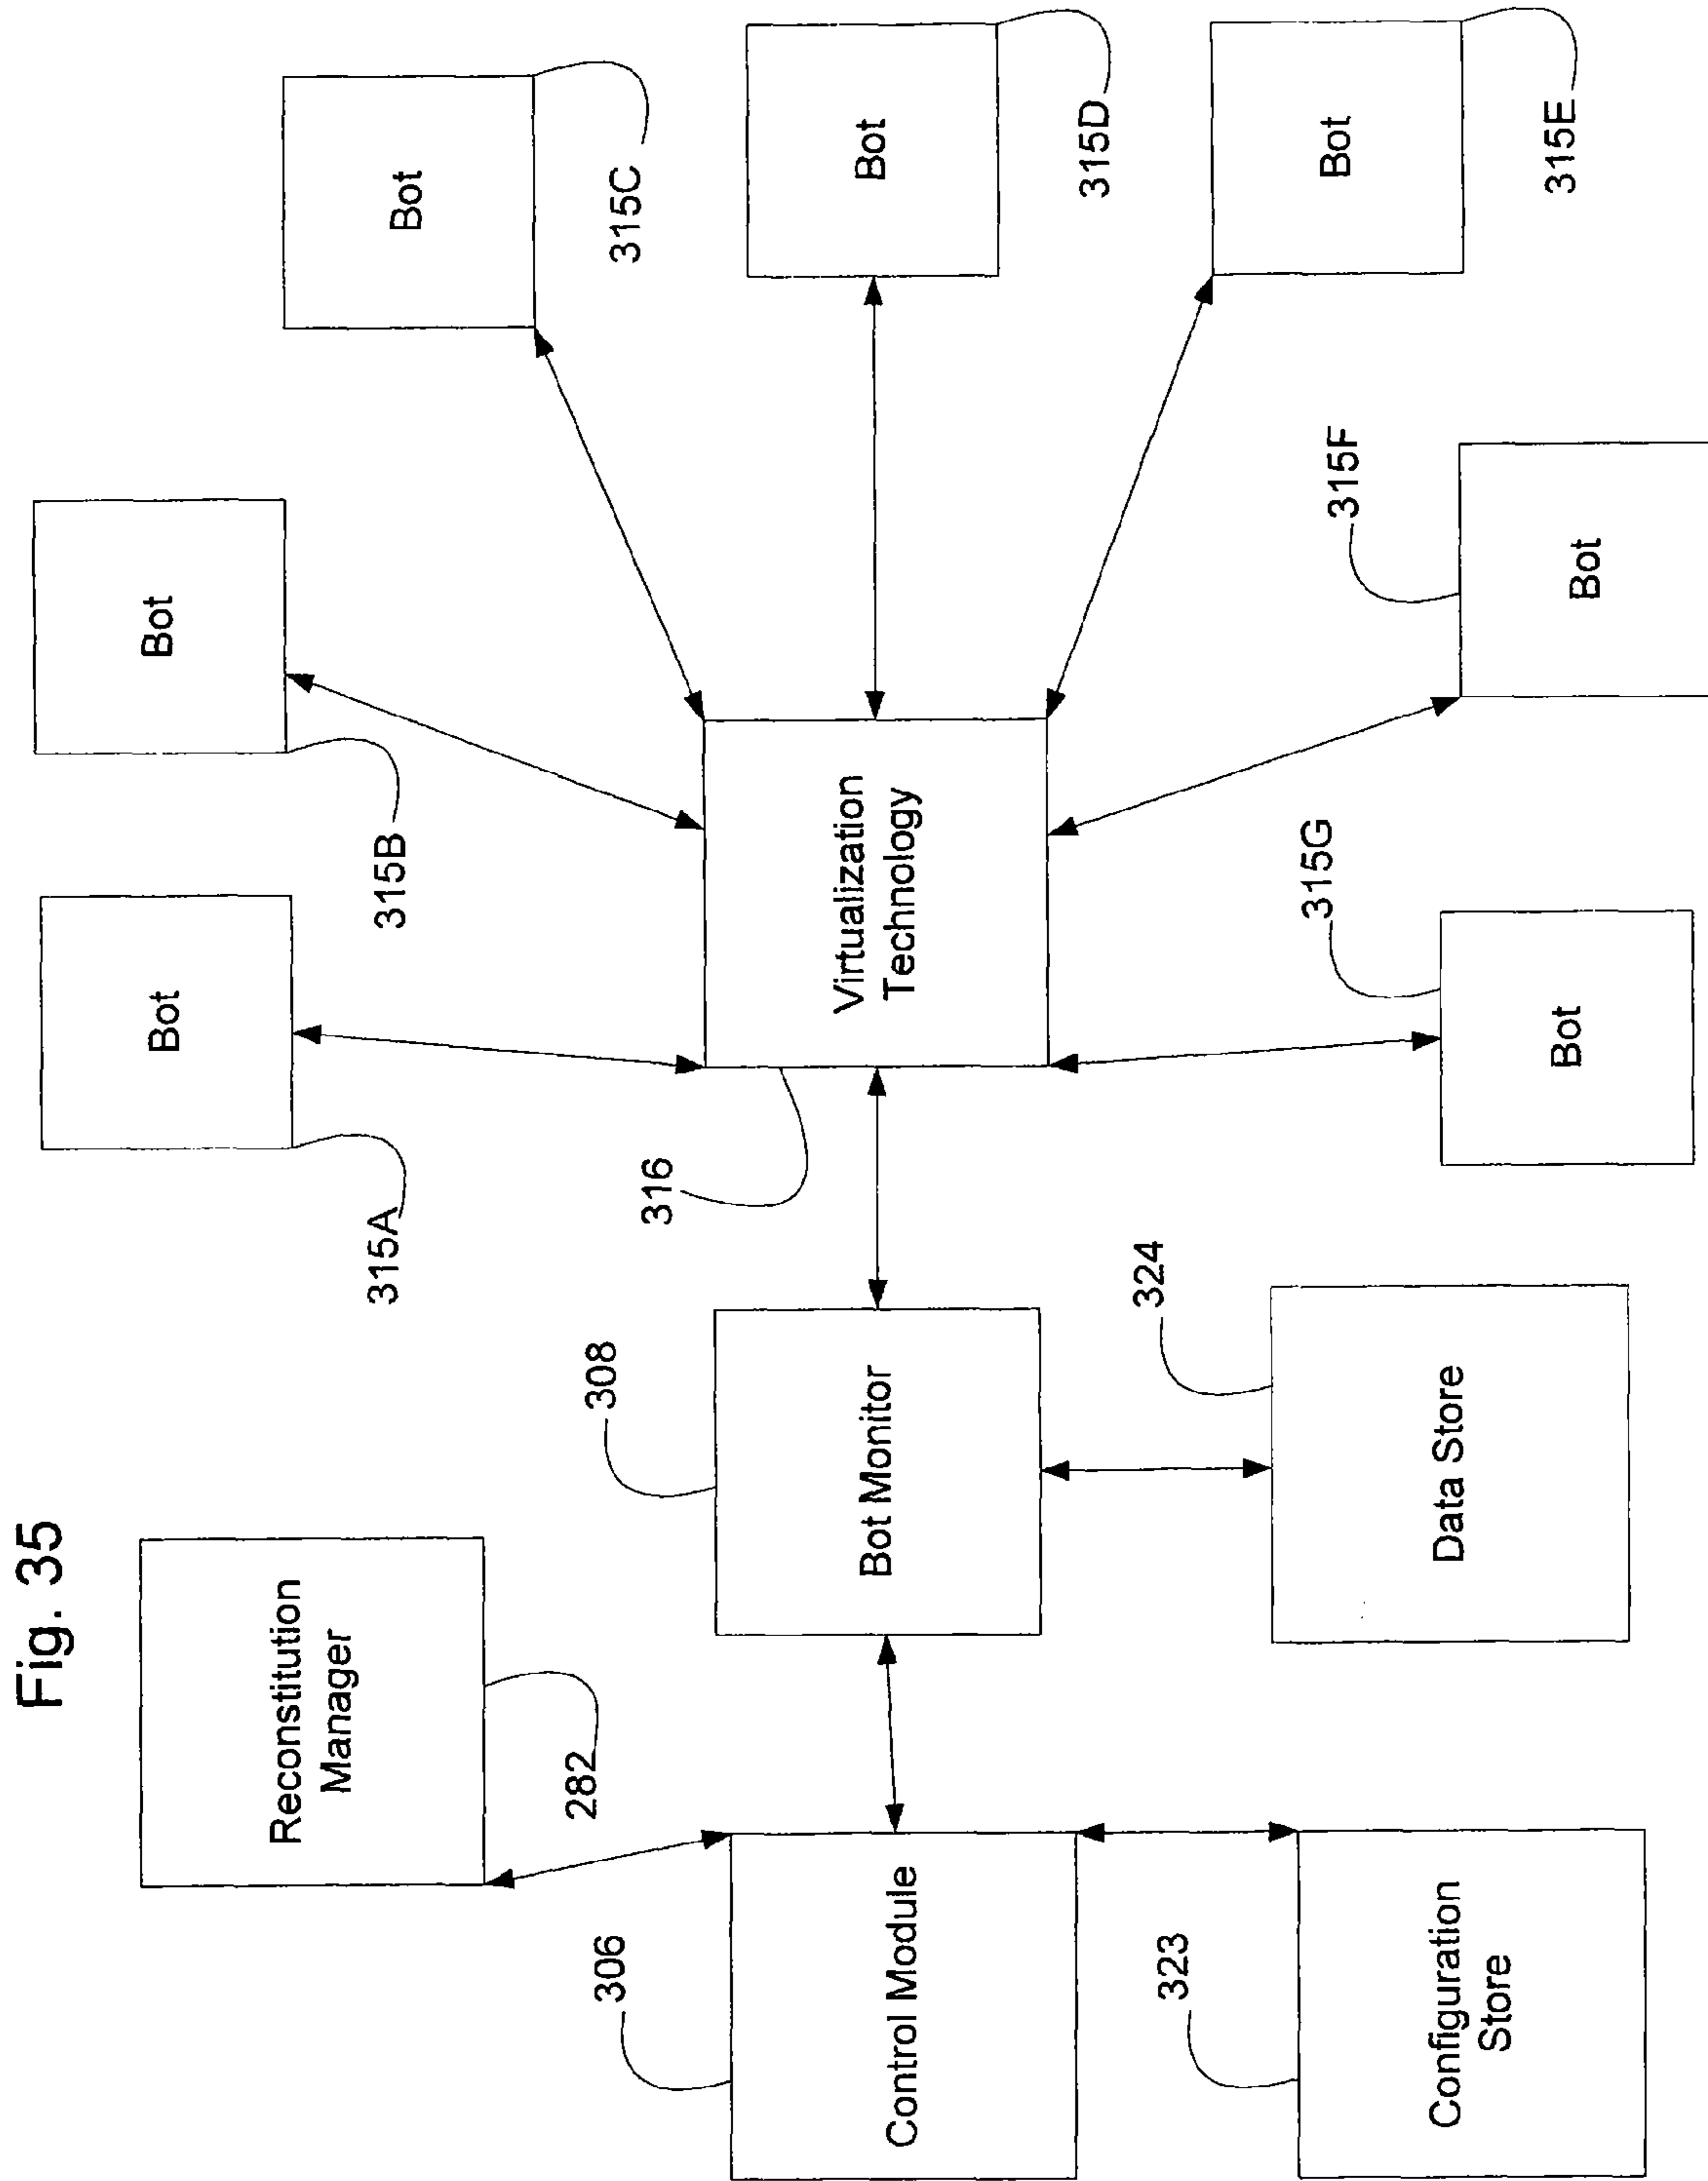 Fig. 35
Reconstitution
Manager
282
306
Control Module
323
Configuration
Store
308
Bot Monitor
324
Data Store
316
Virtualization
Technology
Bot
315A
Bot
315B
Bot
315C
Bot
315D
Bot
315E
315F
Bot
315G
Bot